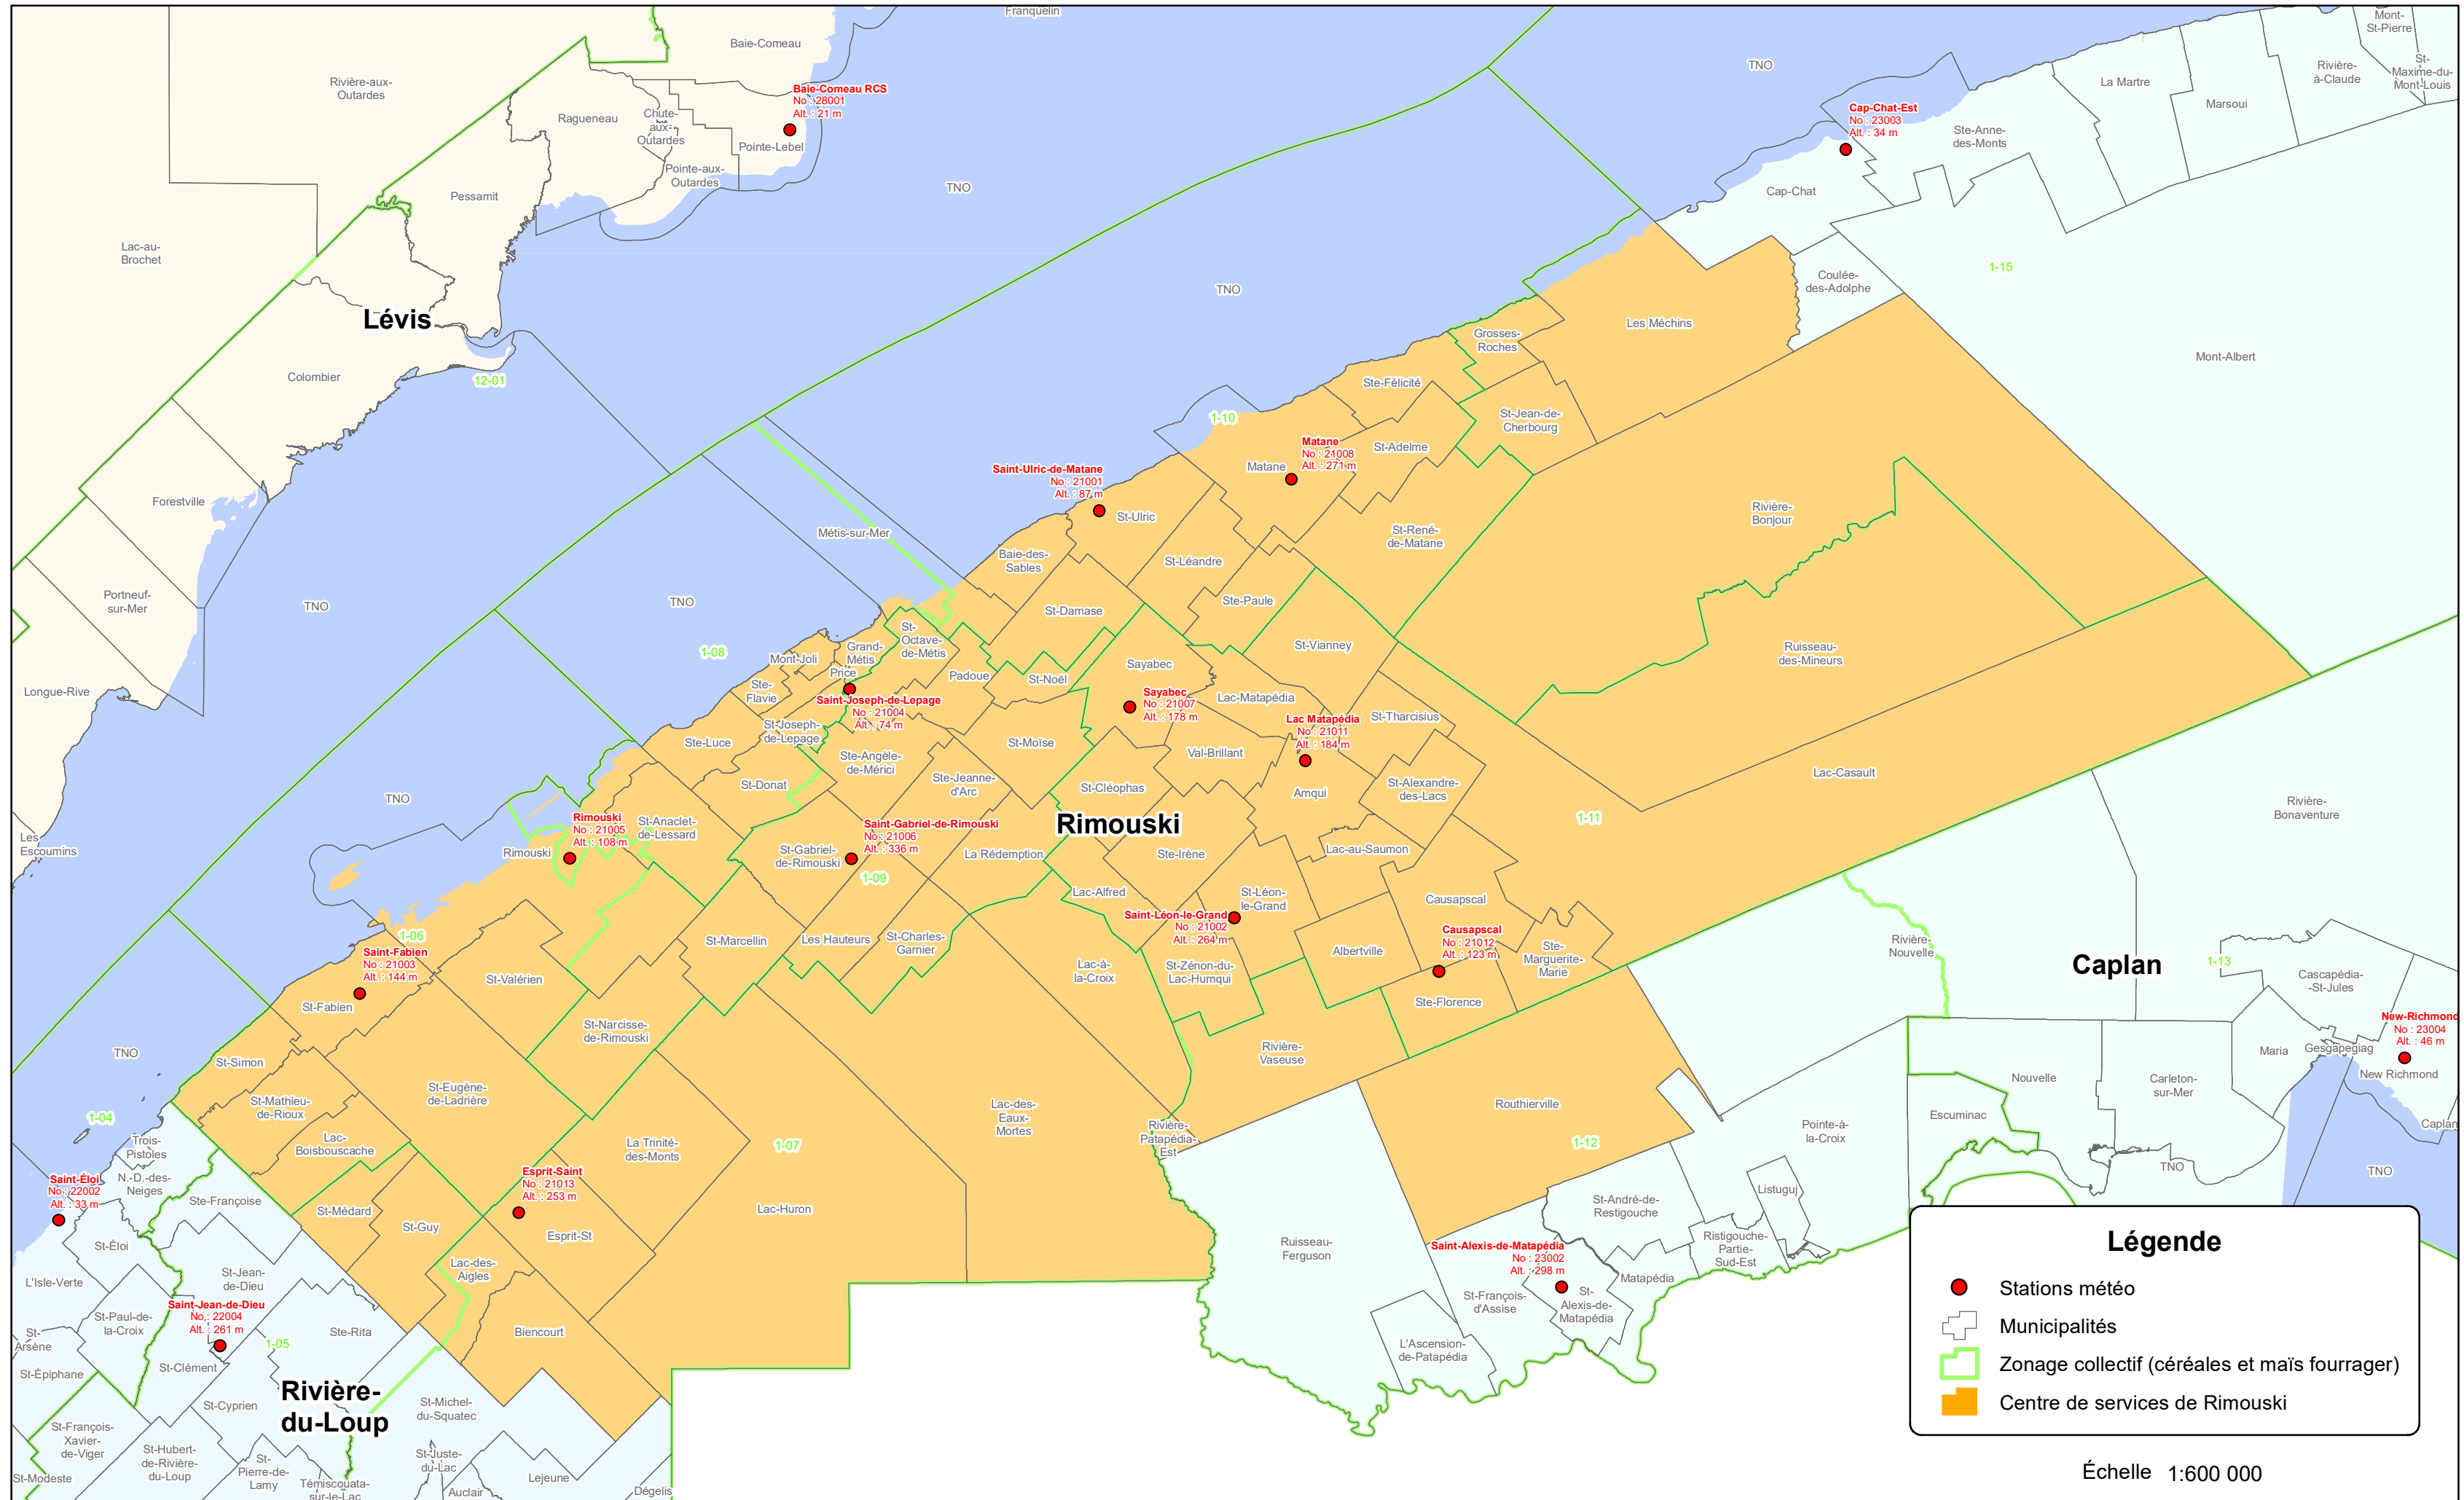 Franquelin
Baie-Comeau
Rivière-aux-
Outardes
Baie-Comeau RCS
No : 28001
Alt. : 21 m
Ragueneau
Chute-
aux-
Outardes
Pointe-Lebel
Pointe-aux-
Outardes
Pessamit
Lac-au-
Brochet
TNO
TNO
TNO
Mont-
St-Pierre
St-
Maxime-du-
Mont-Louis
Rivière-
à-Claude
La Martre
Marsoui
Cap-Chat-Est
No : 23003
Alt. : 34 m
Ste-Anne-
des-Monts
Cap-Chat
1-15
Coulée-
des-Adolphe
Mont-Albert
Lévis
Colombier
12-01
Les Méchins
Grosses-
Roches
Ste-Félicité
St-Jean-de-
Cherbourg
1-10
Matane
No : 21008
Alt. : 271 m
Matane
St-Adelme
Saint-Ulric-de-Matane
No : 21001
Alt. : 87 m
St-Ulric
Forestville
Métis-sur-Mer
Baie-des-
Sables
St-Léandre
St-René-
de-Matane
Rivière-
Bonjour
Portneuf-
sur-Mer
TNO
TNO
St-Damase
Ste-Paule
1-08
St-
Octave-
de-Métis
Grand-
Métis
Mont-Joli
Price
Padoue
St-Noël
Sayabec
St-Vianney
Ruisseau-
des-Mineurs
Longue-Rive
Ste-
Flavie
Saint-Joseph-de-Lepage
No : 21004
Alt. : 74 m
Sayabec
No : 21007
Alt. : 178 m
Lac-Matapédia
Lac Matapédia
No : 21011
Alt. : 184 m
St-Tharcisius
St-Joseph-
de-Lepage
Ste-Luce
St-Moïse
Val-Brillant
Ste-Angèle-
de-Mérici
Ste-Jeanne-
d'Arc
St-Donat
St-Cléophas
Amqui
St-Alexandre-
des-Lacs
Lac-Casault
TNO
Rivière-
Bonaventure
Les
Escoumins
Rimouski
No : 21005
Alt. : 108 m
Rimouski
St-Anaclet-
de-Lessard
Saint-Gabriel-de-Rimouski
No : 21006
Alt. : 336 m
St-Gabriel-
de-Rimouski
1-09
La Rédemption
Rimouski
Ste-Irène
Lac-au-Saumon
1-11
Lac-Alfred
St-Léon-
le-Grand
Causapscal
Saint-Léon-le-Grand
No : 21002
Alt. : 264 m
Causapscal
No : 21012
Alt. : 123 m
Albertville
Ste-
Marguerite-
Marie
Rivière-
Nouvelle
Caplan
1-13
Cascapédia-
-St-Jules
1-06
Saint-Fabien
No : 21003
Alt. : 144 m
St-Fabien
St-Valérien
St-Marcellin
Les Hauteurs
St-Charles-
Garnier
Lac-à-
la-Croix
St-Zénon-du-
Lac-Humqui
Ste-Florence
New-Richmond
No : 23004
Alt. : 46 m
St-Narcisse-
de-Rimouski
Rivière-
Vaseuse
TNO
St-Simon
Maria
Gesgapegiag
New Richmond
Nouvelle
Carleton-
sur-Mer
St-Eugène-
de-Ladrière
St-Mathieu-
de-Rioux
Lac-des-
Eaux-
Mortes
Routhierville
Escuminac
Caplan
1-04
Trois-
Pistoles
Lac-
Boisbouscache
La Trinité-
des-Monts
1-07
Rivière-
Patapédia-
Est
1-12
Pointe-à-
la-Croix
TNO
TNO
Saint-Éloi
No : 22002
Alt. : 33 m
N.-D.-des-
Neiges
Ste-Françoise
Esprit-Saint
No : 21013
Alt. : 253 m
St-Médard
St-Guy
Esprit-St
Lac-Huron
St-André-de-
Restigouche
Listuguj
St-Éloi
Ruisseau-
Ferguson
Saint-Alexis-de-Matapédia
No : 23002
Alt. : 298 m
Ristigouche-
Partie-
Sud-Est
L'Isle-Verte
St-Jean-
de-Dieu
Lac-des-
Aigles
Matapédia
St-François-
d'Assise
St-
Alexis-de-
Matapédia
Saint-Jean-de-Dieu
No : 22004
Alt. : 261 m
St-Paul-de-
la-Croix
Ste-Rita
Biencourt
St-
Arsène
1-05
L'Ascension-
de-Patapédia
St-Épiphane
St-Clément
Rivière-
du-Loup
St-Cyprien
St-Michel-
du-Squatec
St-François-
Xavier-
de-Viger
St-Hubert-
de-Rivière-
du-Loup
St-
Pierre-de-
Lamy
St-Juste-
du-Lac
St-Modeste
Témiscouata-
sur-le-Lac
Auclair
Lejeune
Dégelis
Légende
Stations météo
Municipalités
Zonage collectif (céréales et maïs fourrager)
Centre de services de Rimouski
Échelle 1:600 000